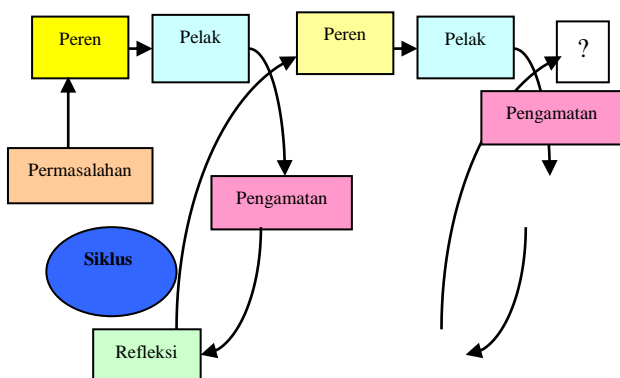 Peren
Pelak
Peren
Pelak
?
Pengamatan
Permasalahan
Pengamatan
Siklus
Refleksi